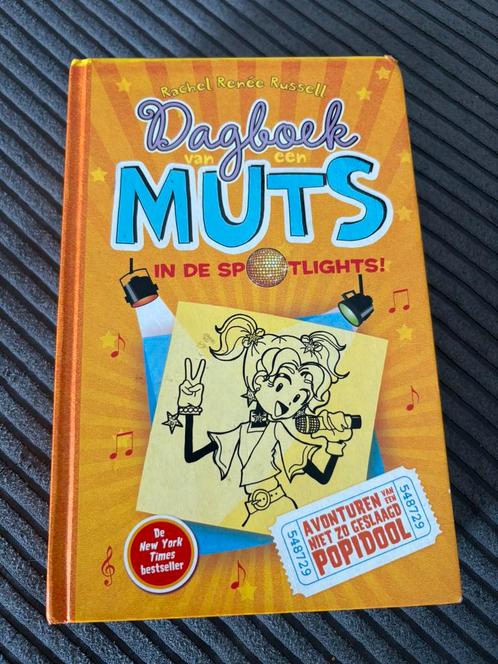 Rachel Renée Russell
Dagboek
van een
MUTS
IN DE SPOTLIGHTS!
De
New York
Times
bestseller
548729
AVONTUREN VAN EEN
NIET ZO GESLAAGD
POPIDOOL
548729